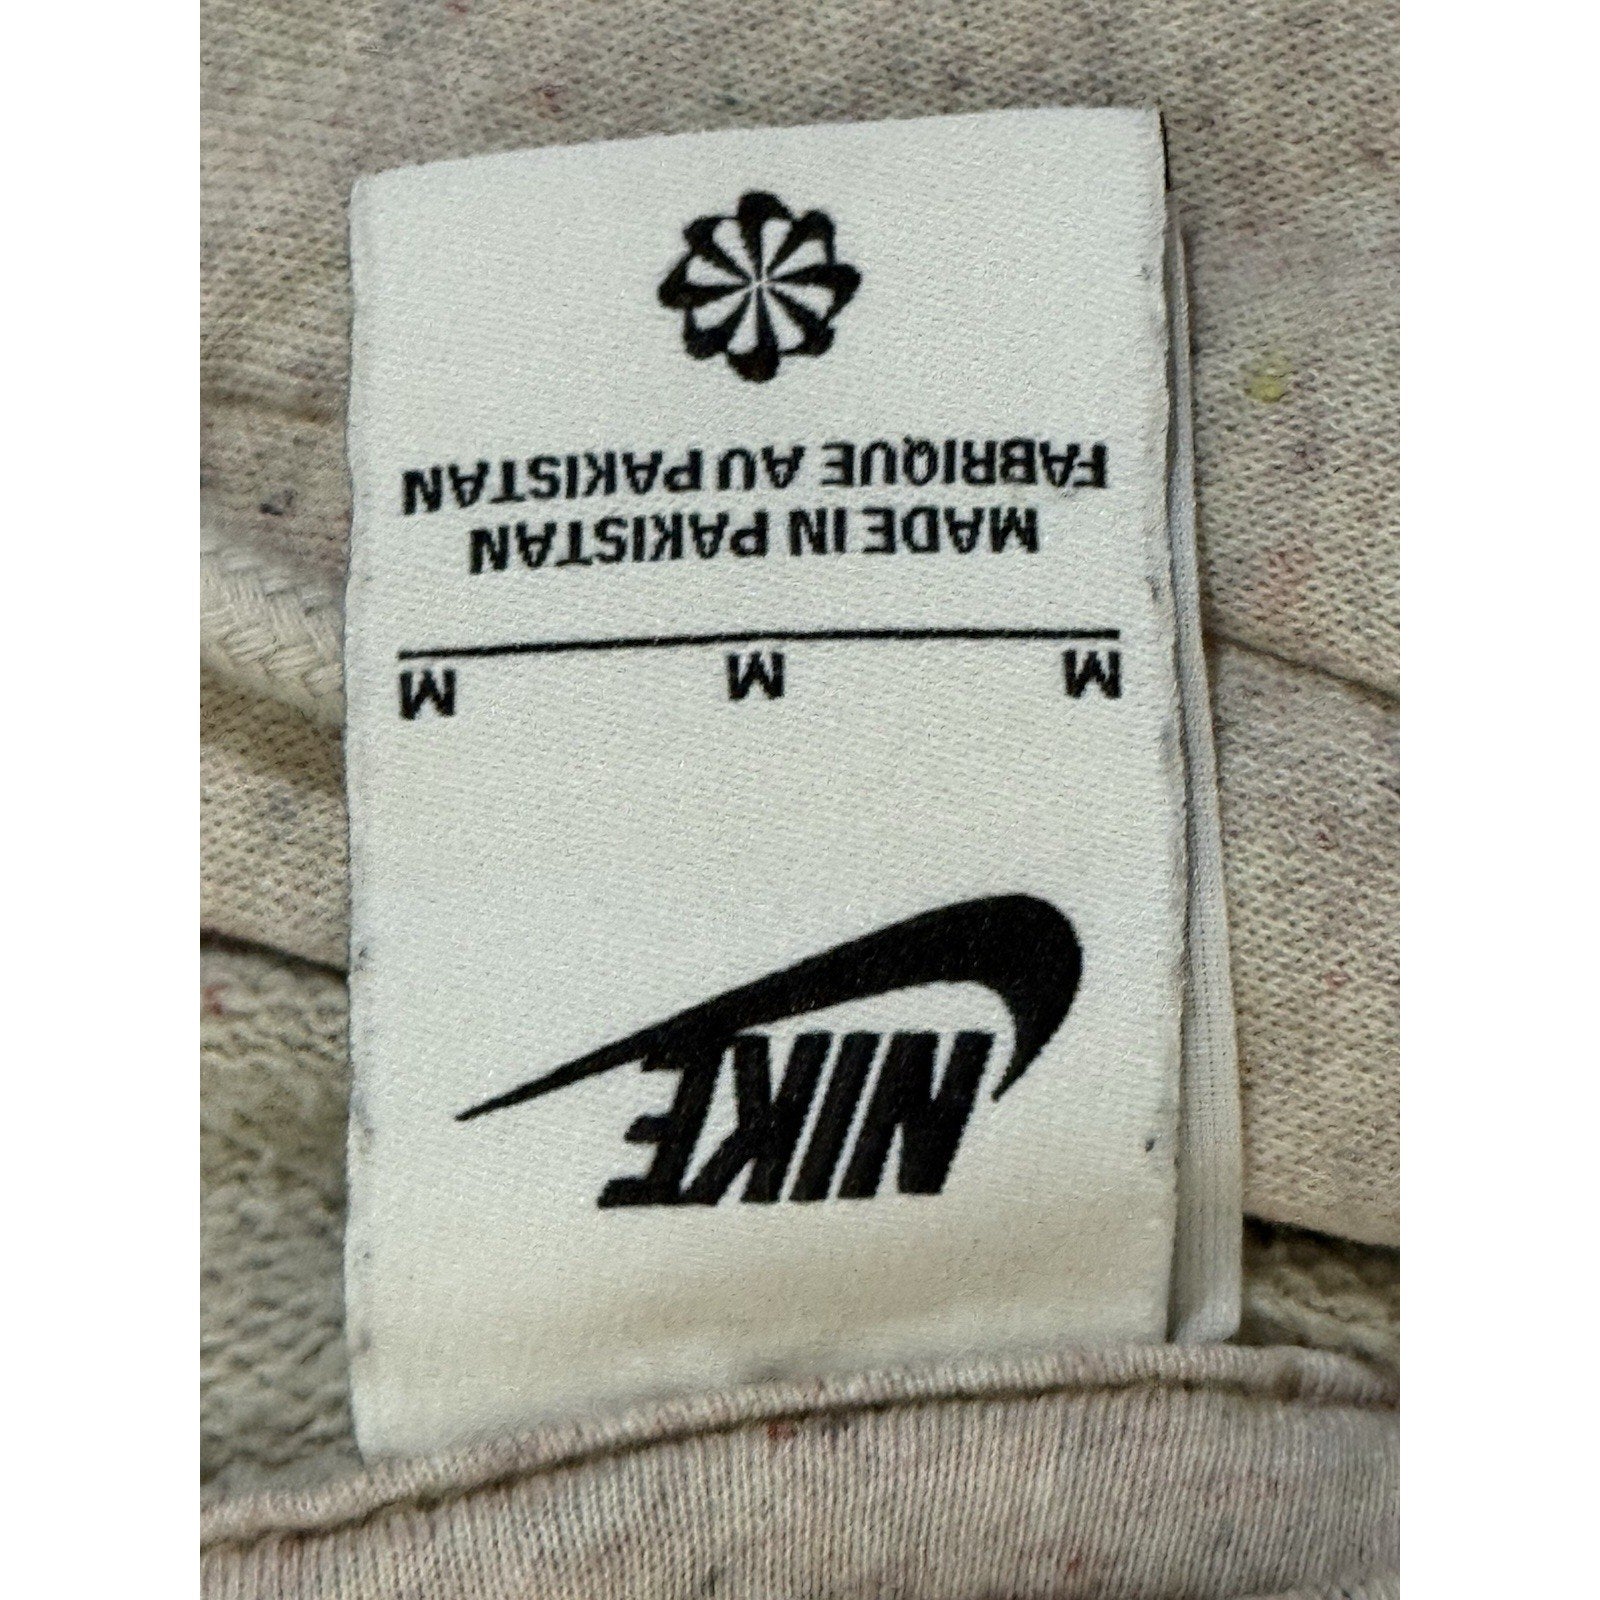 NIKE
M M M
MADE IN PAKISTAN
FABRIQUE AU PAKISTAN